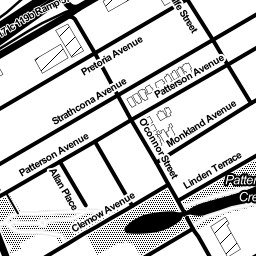 Pretoria Avenue
Strathcona Avenue
Patterson Avenue
O'connor Street
Monkland Avenue
Patterson Avenue
Linden Terrace
Allan Place
Clemow Avenue